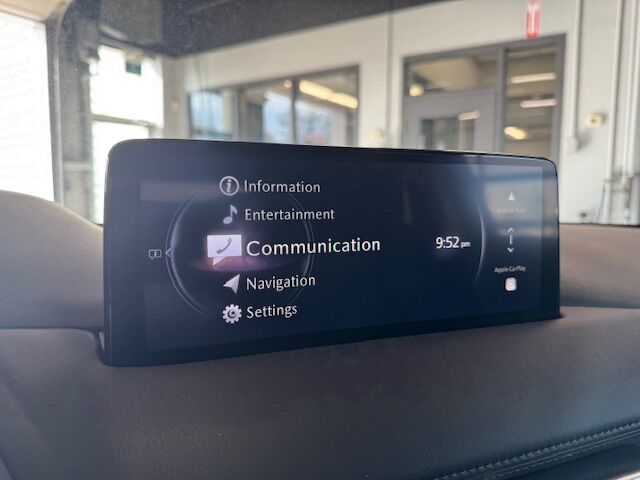 Information
Entertainment
Communication
9:52 pm
Navigation
Settings
Android Auto
Apple CarPlay